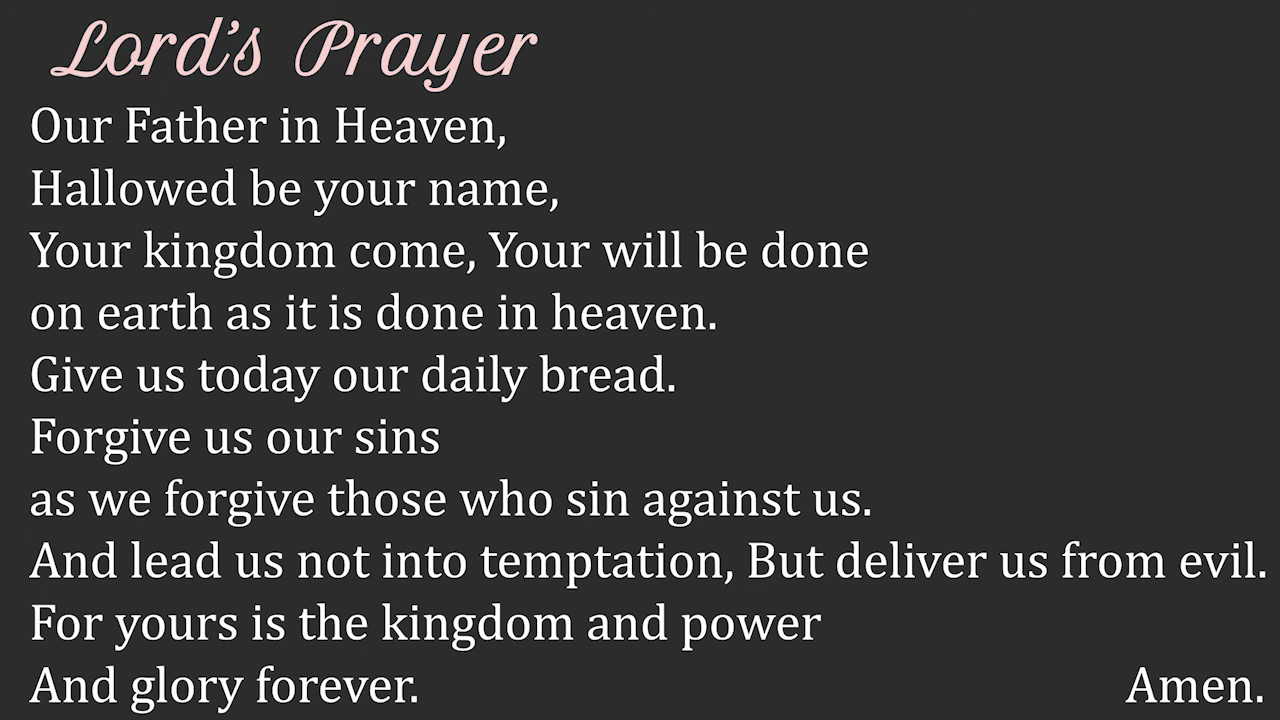 Lord's Prayer
Our Father in Heaven,
Hallowed be your name,
Your kingdom come, Your will be done
on earth as it is done in heaven.
Give us today our daily bread.
Forgive us our sins
as we forgive those who sin against us.
And lead us not into temptation, But deliver us from evil.
For yours is the kingdom and power
And glory forever. Amen.